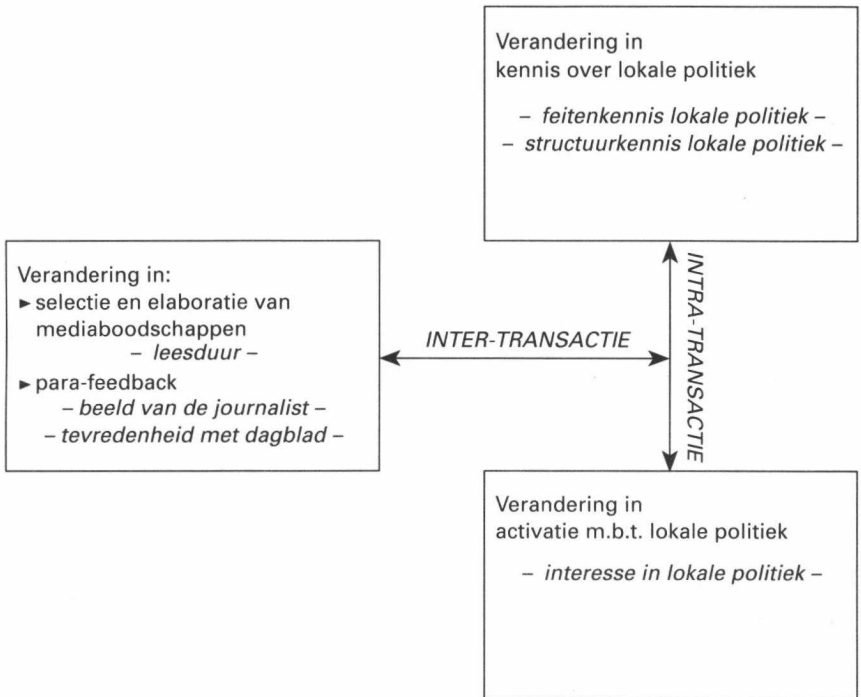 Verandering in
kennis over lokale politiek
– feitenkennis lokale politiek –
– structuurkennis lokale politiek –
Verandering in:
► selectie en elaboratie van
mediaboodschappen
– leesduur –
► para-feedback
– beeld van de journalist –
– tevredenheid met dagblad –
INTER-TRANSACTIE
INTRA-TRANSACTIE
Verandering in
activatie m.b.t. lokale politiek
– interesse in lokale politiek –